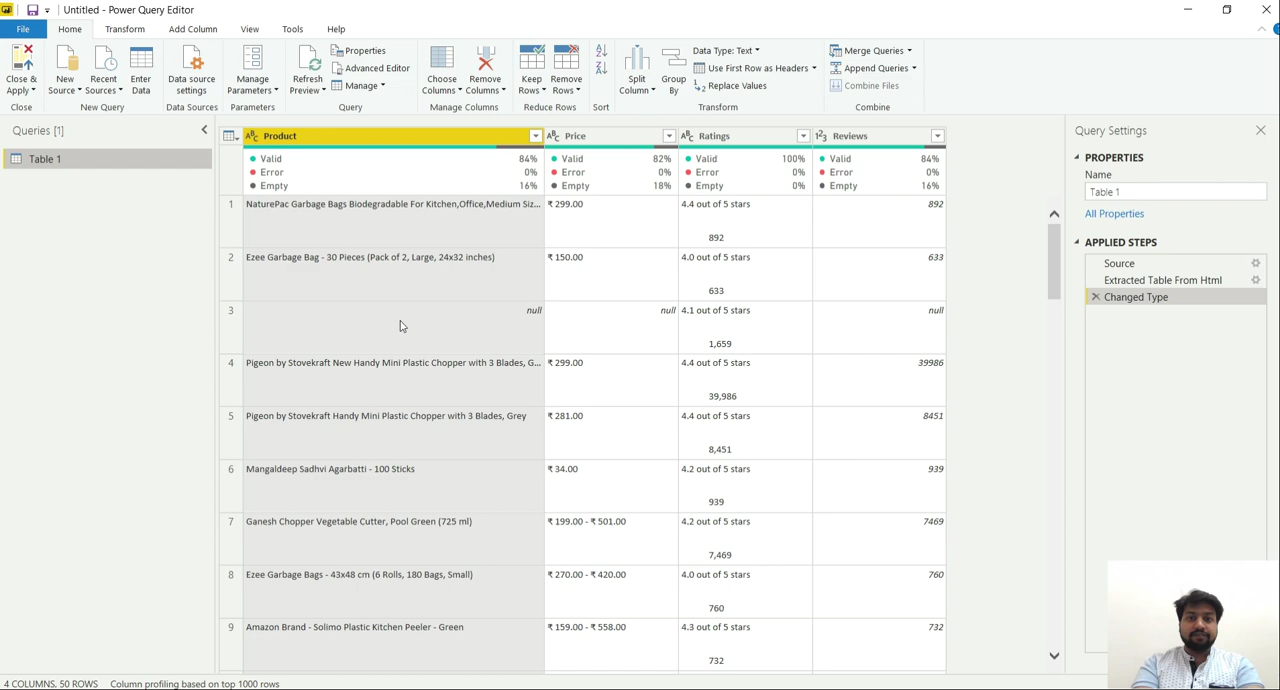 Untitled - Power Query Editor
File Home Transform Add Column View Tools Help
Close & Apply
New Source
Recent Sources
Enter Data
Data source settings
Manage Parameters
Refresh Preview
Properties
Advanced Editor
Manage
Choose Columns
Remove Columns
Keep Rows
Remove Rows
Split Column
Group By
Data Type: Text
Use First Row as Headers
Replace Values
Merge Queries
Append Queries
Combine Files
Close New Query Data Sources Parameters Query Manage Columns Reduce Rows Sort Transform Combine
Queries [1]
Table 1
ABC Product ABC Price ABC Ratings 123 Reviews
Valid 84% Valid 82% Valid 100% Valid 84%
Error 0% Error 0% Error 0% Error 0%
Empty 16% Empty 18% Empty 0% Empty 16%
1 NaturePac Garbage Bags Biodegradable For Kitchen,Office,Medium Siz... ₹ 299.00 4.4 out of 5 stars 892
892
2 Ezee Garbage Bag - 30 Pieces (Pack of 2, Large, 24x32 inches) ₹ 150.00 4.0 out of 5 stars 633
633
3 null null 4.1 out of 5 stars null
1,659
4 Pigeon by Stovekraft New Handy Mini Plastic Chopper with 3 Blades, G... ₹ 299.00 4.4 out of 5 stars 39986
39,986
5 Pigeon by Stovekraft Handy Mini Plastic Chopper with 3 Blades, Grey ₹ 281.00 4.4 out of 5 stars 8451
8,451
6 Mangaldeep Sadhvi Agarbatti - 100 Sticks ₹ 34.00 4.2 out of 5 stars 939
939
7 Ganesh Chopper Vegetable Cutter, Pool Green (725 ml) ₹ 199.00 - ₹ 501.00 4.2 out of 5 stars 7469
7,469
8 Ezee Garbage Bags - 43x48 cm (6 Rolls, 180 Bags, Small) ₹ 270.00 - ₹ 420.00 4.0 out of 5 stars 760
760
9 Amazon Brand - Solimo Plastic Kitchen Peeler - Green ₹ 159.00 - ₹ 558.00 4.3 out of 5 stars 732
732
Query Settings
PROPERTIES
Name
Table 1
All Properties
APPLIED STEPS
Source
Extracted Table From Html
Changed Type
4 COLUMNS, 50 ROWS Column profiling based on top 1000 rows